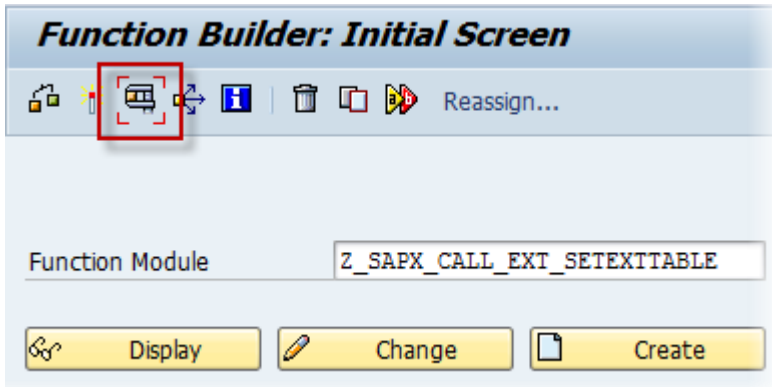 Function Builder: Initial Screen
Reassign...
Function Module Z_SAPX_CALL_EXT_SETEXTTABLE
Display Change Create